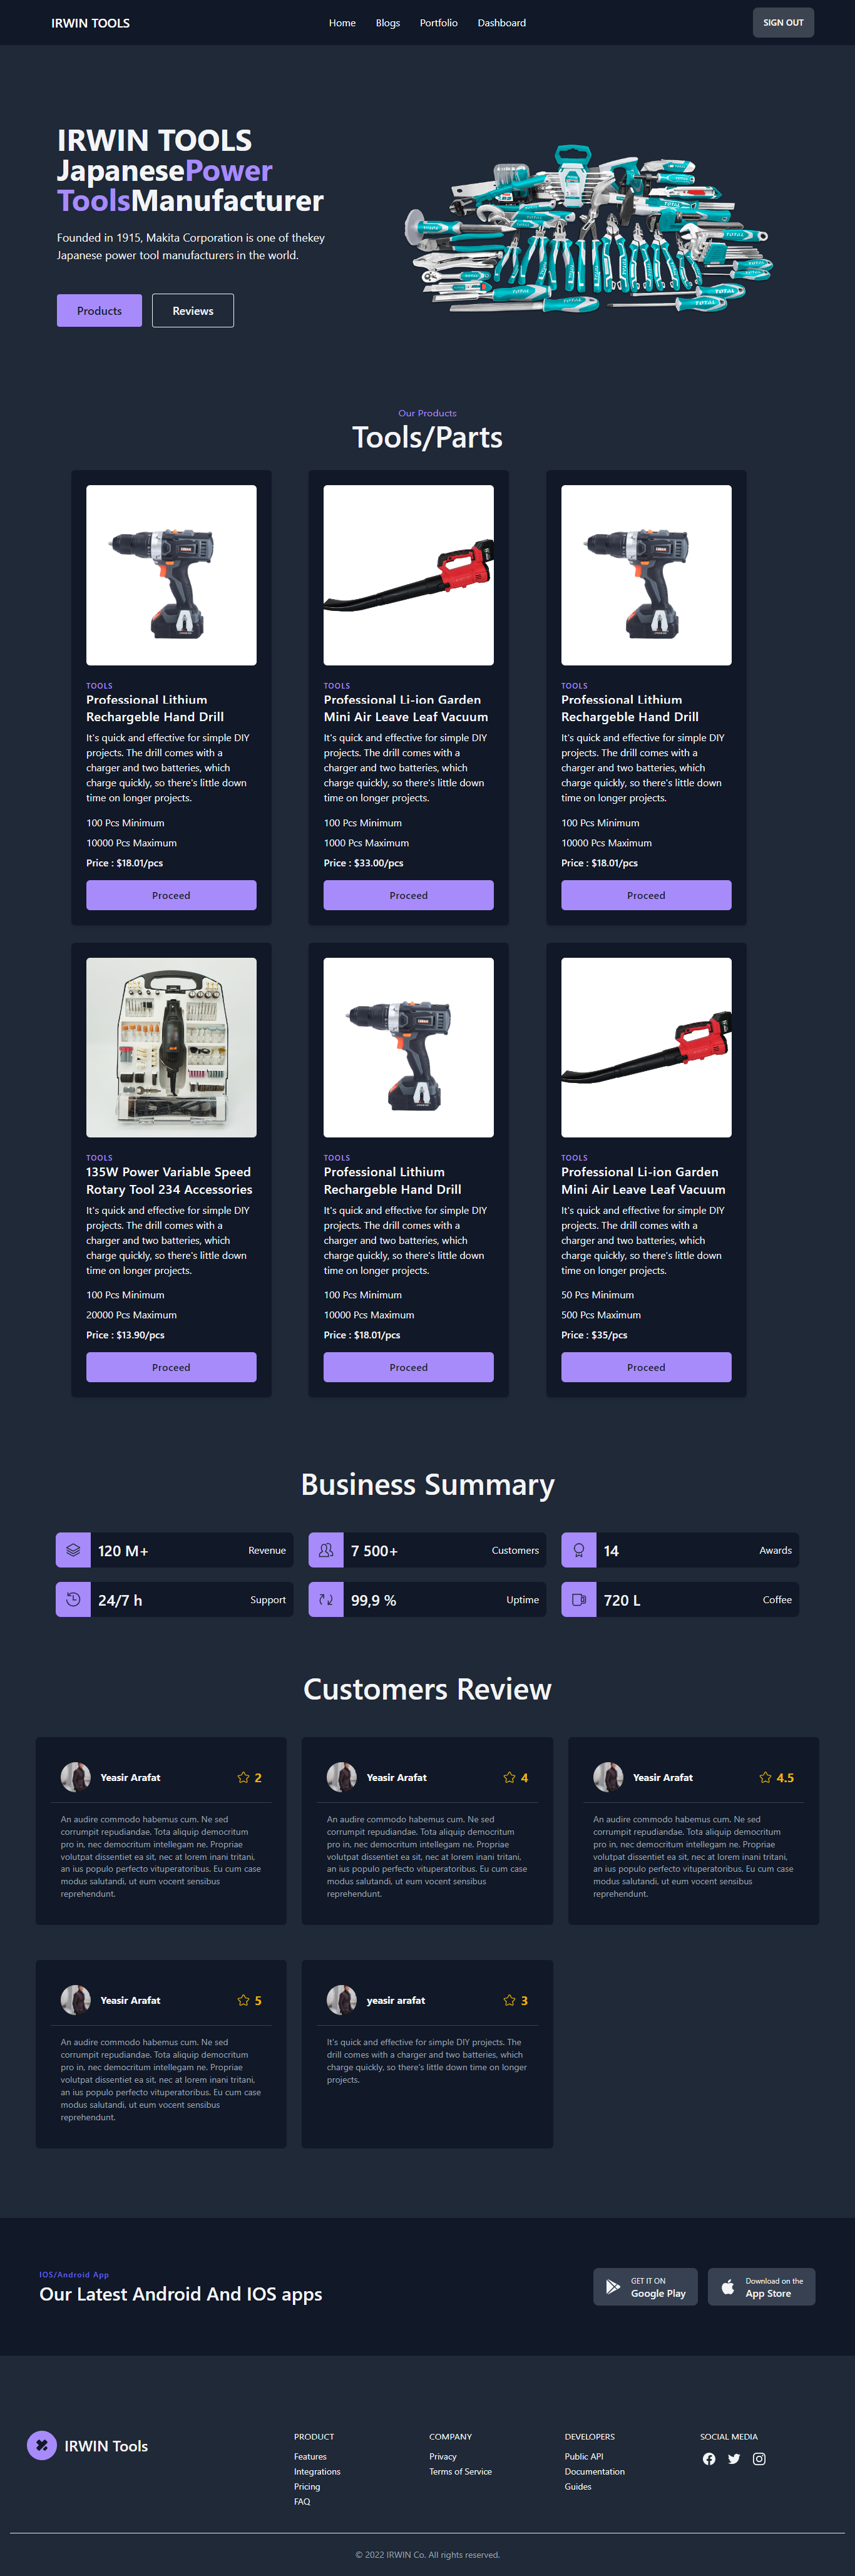 IRWIN TOOLS
Home Blogs Portfolio Dashboard
SIGN OUT
IRWIN TOOLS
JapanesePower
ToolsManufacturer
Founded in 1915, Makita Corporation is one of thekey
Japanese power tool manufacturers in the world.
Products Reviews
TOTAL
TOTAL
TOTAL
TOTAL
Our Products
Tools/Parts
TOOLS
Professional Lithium
Rechargeble Hand Drill
It's quick and effective for simple DIY
projects. The drill comes with a
charger and two batteries, which
charge quickly, so there's little down
time on longer projects.
100 Pcs Minimum
10000 Pcs Maximum
Price : $18.01/pcs
Proceed
TOOLS
Professional Li-ion Garden
Mini Air Leave Leaf Vacuum
It's quick and effective for simple DIY
projects. The drill comes with a
charger and two batteries, which
charge quickly, so there's little down
time on longer projects.
100 Pcs Minimum
1000 Pcs Maximum
Price : $33.00/pcs
Proceed
TOOLS
Professional Lithium
Rechargeble Hand Drill
It's quick and effective for simple DIY
projects. The drill comes with a
charger and two batteries, which
charge quickly, so there's little down
time on longer projects.
100 Pcs Minimum
10000 Pcs Maximum
Price : $18.01/pcs
Proceed
TOOLS
135W Power Variable Speed
Rotary Tool 234 Accessories
It's quick and effective for simple DIY
projects. The drill comes with a
charger and two batteries, which
charge quickly, so there's little down
time on longer projects.
100 Pcs Minimum
20000 Pcs Maximum
Price : $13.90/pcs
Proceed
TOOLS
Professional Lithium
Rechargeble Hand Drill
It's quick and effective for simple DIY
projects. The drill comes with a
charger and two batteries, which
charge quickly, so there's little down
time on longer projects.
100 Pcs Minimum
10000 Pcs Maximum
Price : $18.01/pcs
Proceed
TOOLS
Professional Li-ion Garden
Mini Air Leave Leaf Vacuum
It's quick and effective for simple DIY
projects. The drill comes with a
charger and two batteries, which
charge quickly, so there's little down
time on longer projects.
50 Pcs Minimum
500 Pcs Maximum
Price : $35/pcs
Proceed
Business Summary
120 M+ Revenue
7 500+ Customers
14 Awards
24/7 h Support
99,9 % Uptime
720 L Coffee
Customers Review
Yeasir Arafat 2
An audire commodo habemus cum. Ne sed
corrumpit repudiandae. Tota aliquip democritum
pro in, nec democritum intellegam ne. Propriae
volutpat dissentiet ea sit, nec at lorem inani tritani,
an ius populo perfecto vituperatoribus. Eu cum case
modus salutandi, ut eum vocent sensibus
reprehendunt.
Yeasir Arafat 4
An audire commodo habemus cum. Ne sed
corrumpit repudiandae. Tota aliquip democritum
pro in, nec democritum intellegam ne. Propriae
volutpat dissentiet ea sit, nec at lorem inani tritani,
an ius populo perfecto vituperatoribus. Eu cum case
modus salutandi, ut eum vocent sensibus
reprehendunt.
Yeasir Arafat 4.5
An audire commodo habemus cum. Ne sed
corrumpit repudiandae. Tota aliquip democritum
pro in, nec democritum intellegam ne. Propriae
volutpat dissentiet ea sit, nec at lorem inani tritani,
an ius populo perfecto vituperatoribus. Eu cum case
modus salutandi, ut eum vocent sensibus
reprehendunt.
Yeasir Arafat 5
An audire commodo habemus cum. Ne sed
corrumpit repudiandae. Tota aliquip democritum
pro in, nec democritum intellegam ne. Propriae
volutpat dissentiet ea sit, nec at lorem inani tritani,
an ius populo perfecto vituperatoribus. Eu cum case
modus salutandi, ut eum vocent sensibus
reprehendunt.
yeasir arafat 3
It's quick and effective for simple DIY projects. The
drill comes with a charger and two batteries, which
charge quickly, so there's little down time on longer
projects.
IOS/Android App
Our Latest Android And IOS apps
GET IT ON
Google Play
Download on the
App Store
IRWIN Tools
PRODUCT
Features
Integrations
Pricing
FAQ
COMPANY
Privacy
Terms of Service
DEVELOPERS
Public API
Documentation
Guides
SOCIAL MEDIA
© 2022 IRWIN Co. All rights reserved.